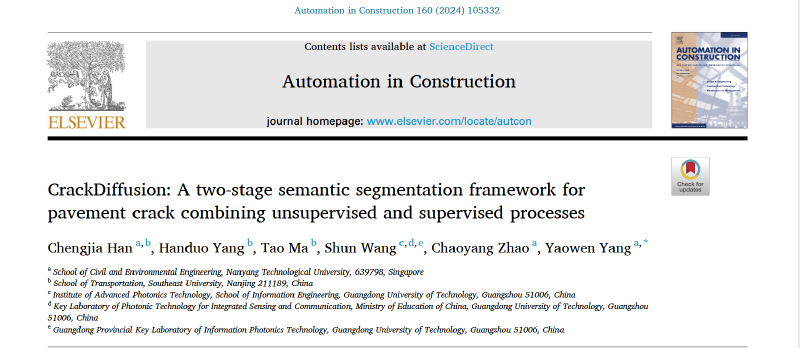 Automation in Construction 160 (2024) 105332
Contents lists available at ScienceDirect
Automation in Construction
journal homepage: www.elsevier.com/locate/autcon
ELSEVIER
AUTOMATION IN
CONSTRUCTION
Check for
updates
CrackDiffusion: A two-stage semantic segmentation framework for
pavement crack combining unsupervised and supervised processes
Chengjia Han a,b, Handuo Yang b, Tao Ma b, Shun Wang c,d,e, Chaoyang Zhao a, Yaowen Yang a,*
a School of Civil and Environmental Engineering, Nanyang Technological University, 639798, Singapore
b School of Transportation, Southeast University, Nanjing 211189, China
c Institute of Advanced Photonics Technology, School of Information Engineering, Guangdong University of Technology, Guangzhou 51006, China
d Key Laboratory of Photonic Technology for Integrated Sensing and Communication, Ministry of Education of China, Guangdong University of Technology, Guangzhou
51006, China
e Guangdong Provincial Key Laboratory of Information Photonics Technology, Guangdong University of Technology, Guangzhou 51006, China